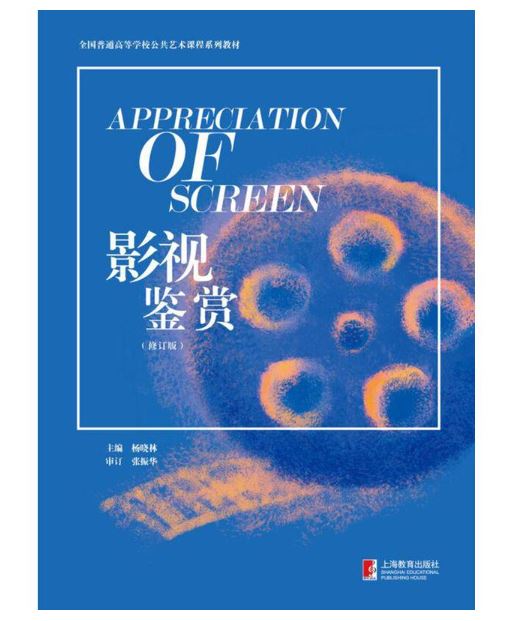 全国普通高等学校公共艺术课程系列教材
APPRECIATION
OF
SCREEN
影视
鉴赏
（修订版）
主编 杨晓林
审订 张振华
上海教育出版社
SHANGHAI EDUCATIONAL
PUBLISHING HOUSE